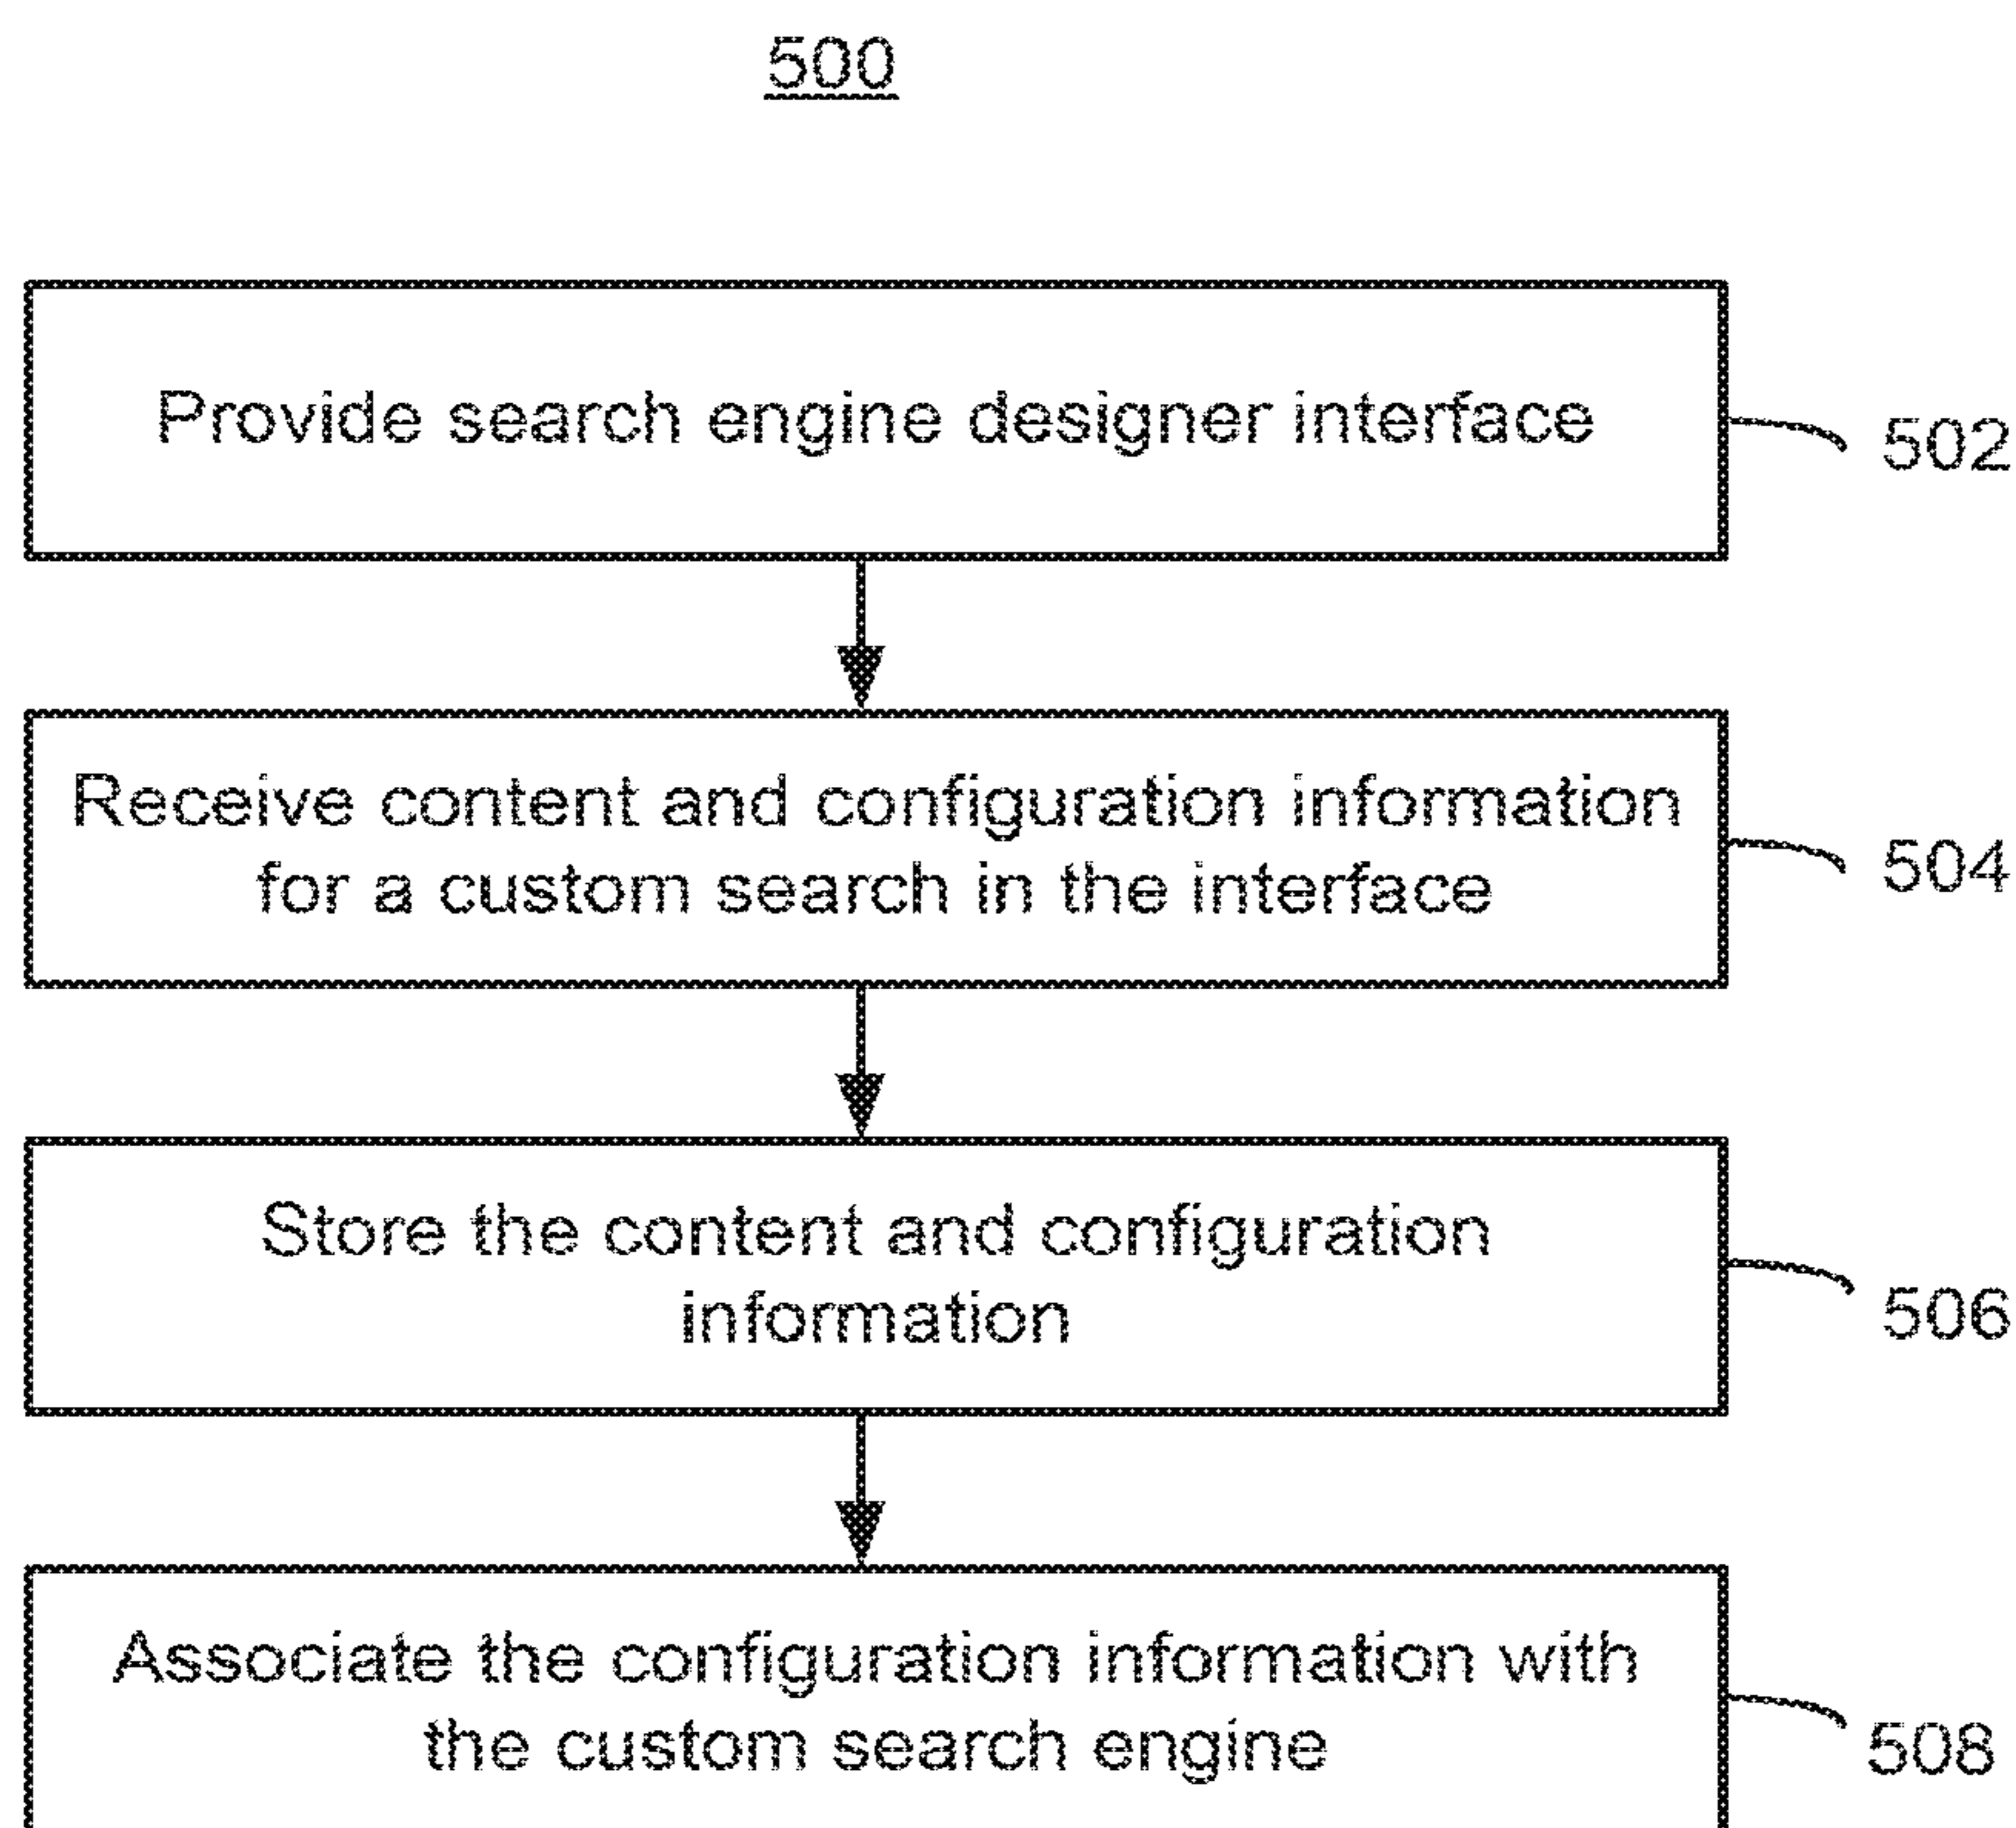 500
Provide search engine designer interface
502
Receive content and configuration information
for a custom search in the interface
504
Store the content and configuration
information
506
Associate the configuration information with
the custom search engine
508